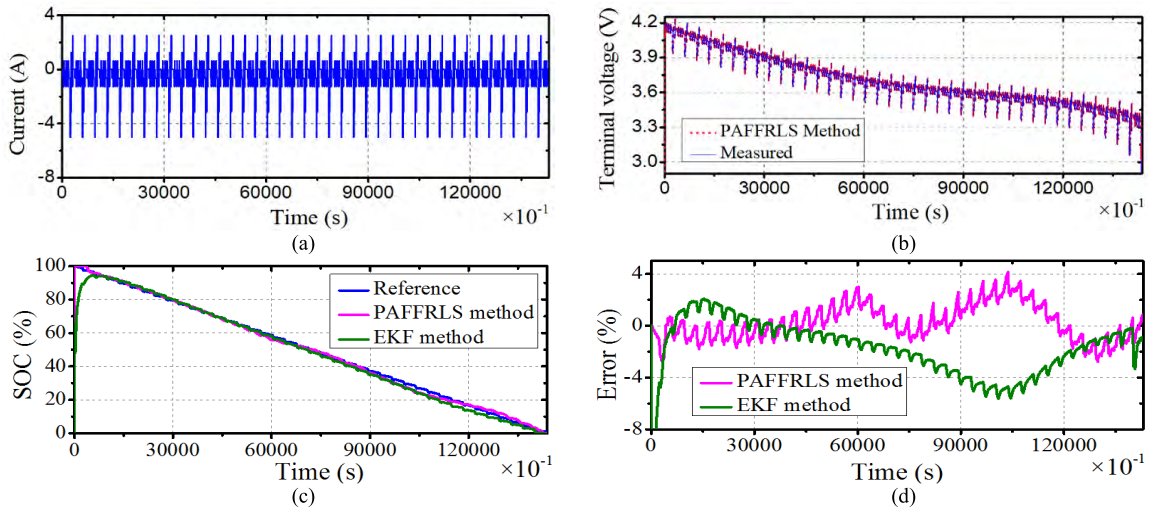 Current (A)
4
0
-4
-8
0 30000 60000 90000 120000
Time (s)
×10⁻¹
(a)
Terminal voltage (V)
4.2
3.9
3.6
3.3
3.0
PAFFRLS Method
Measured
0 30000 60000 90000 120000
Time (s)
×10⁻¹
(b)
SOC (%)
100
80
60
40
20
0
Reference
PAFFRLS method
EKF method
0 30000 60000 90000 120000
Time (s)
×10⁻¹
(c)
Error (%)
4
0
-4
-8
PAFFRLS method
EKF method
0 30000 60000 90000 120000
Time (s)
×10⁻¹
(d)